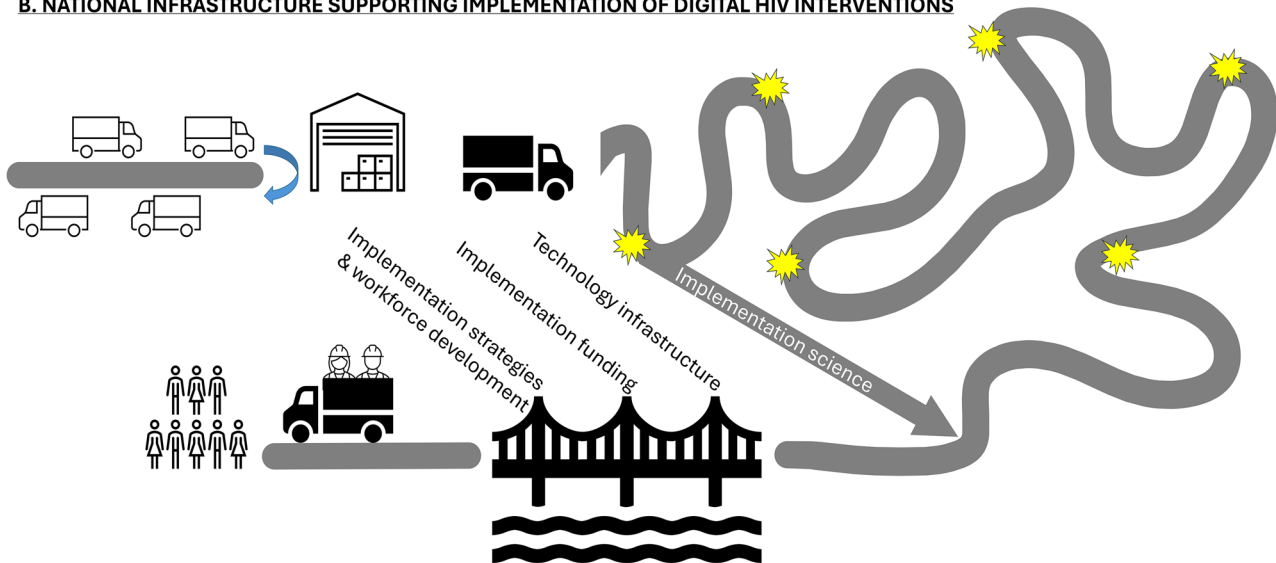 B. NATIONAL INFRASTRUCTURE SUPPORTING IMPLEMENTATION OF DIGITAL HIV INTERVENTIONS
Implementation strategies
& workforce development
Implementation funding
Technology infrastructure
Implementation science